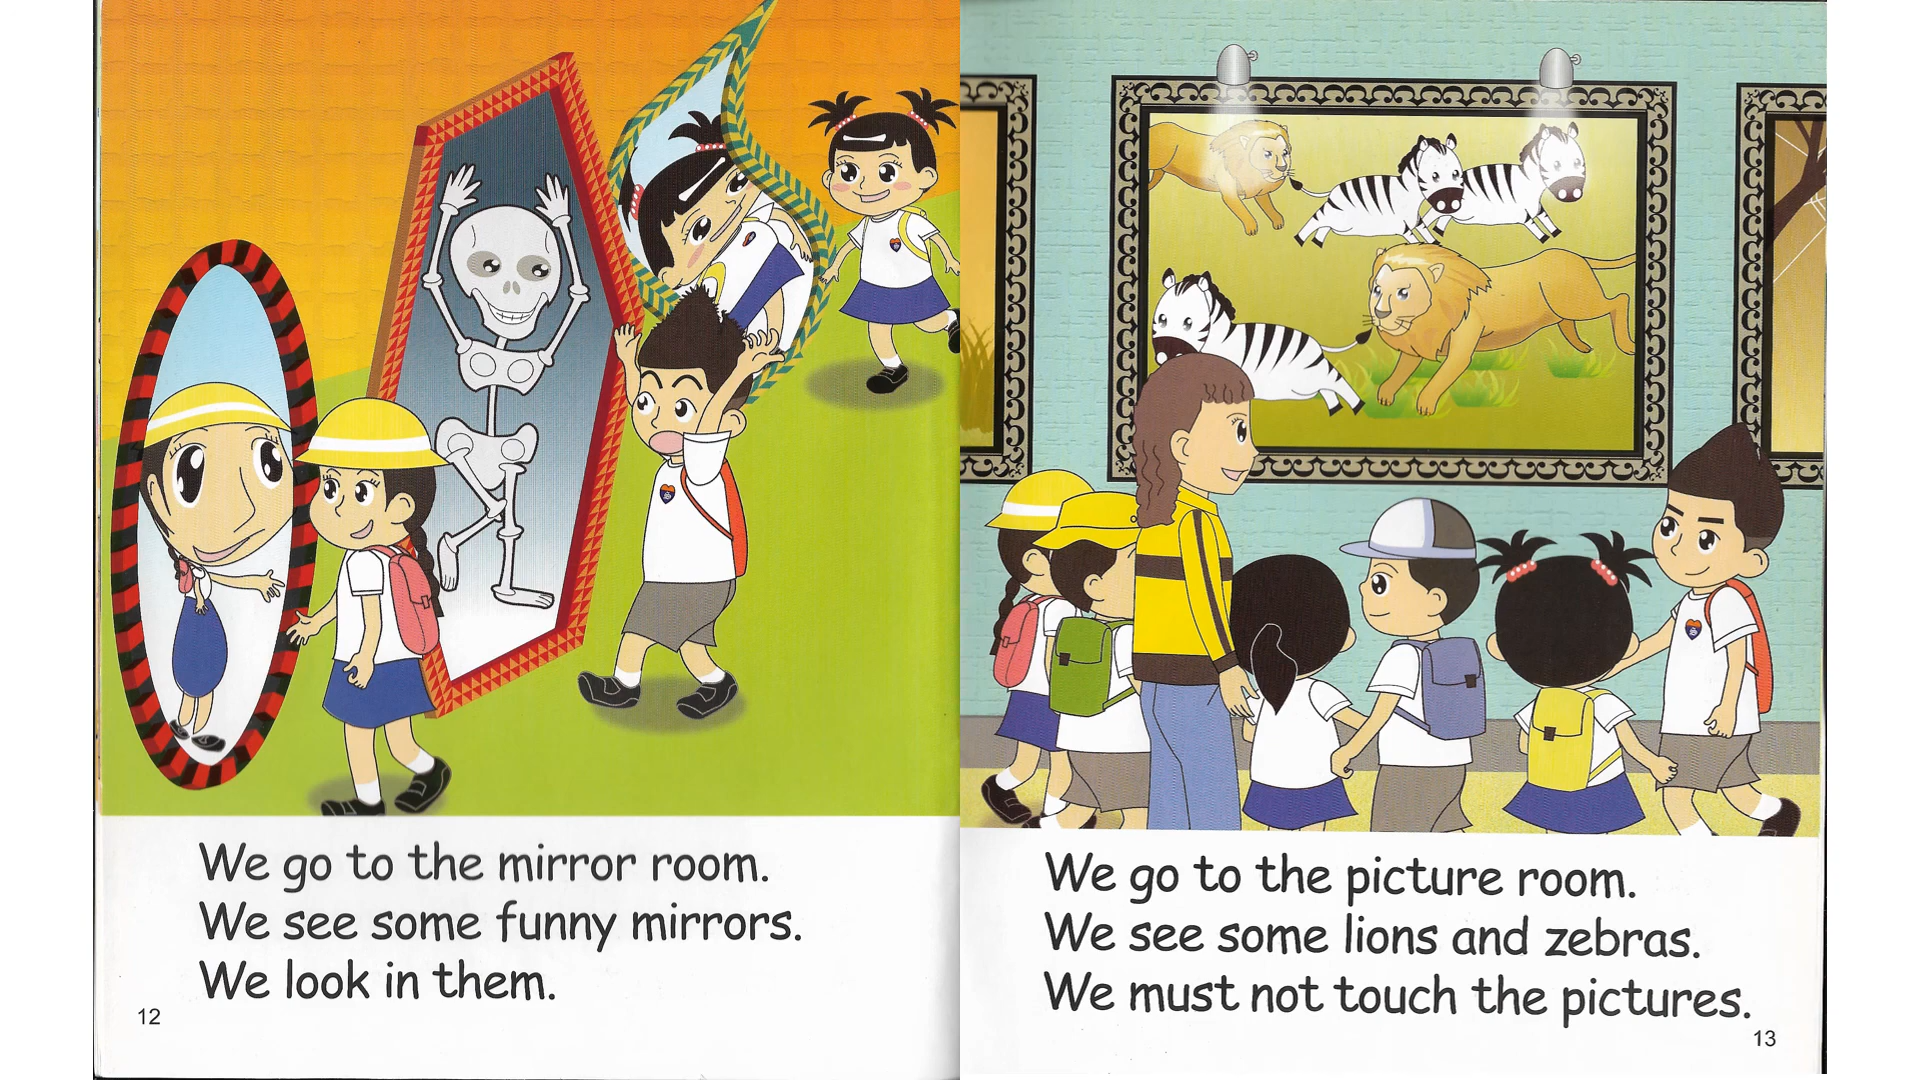 We go to the mirror room.
We see some funny mirrors.
We look in them.
12
We go to the picture room.
We see some lions and zebras.
We must not touch the pictures.
13